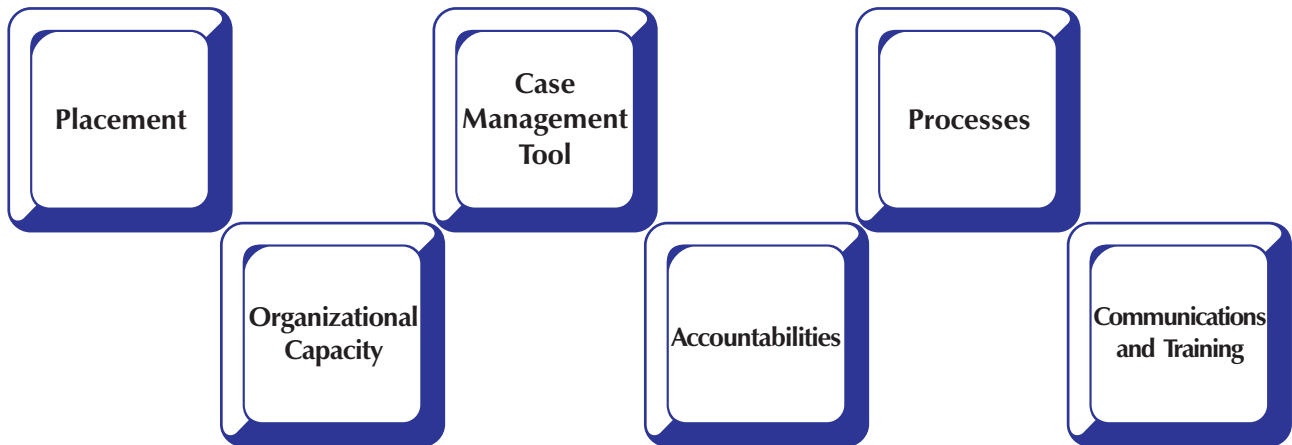 Placement
Case
Management
Tool
Processes
Organizational
Capacity
Accountabilities
Communications
and Training